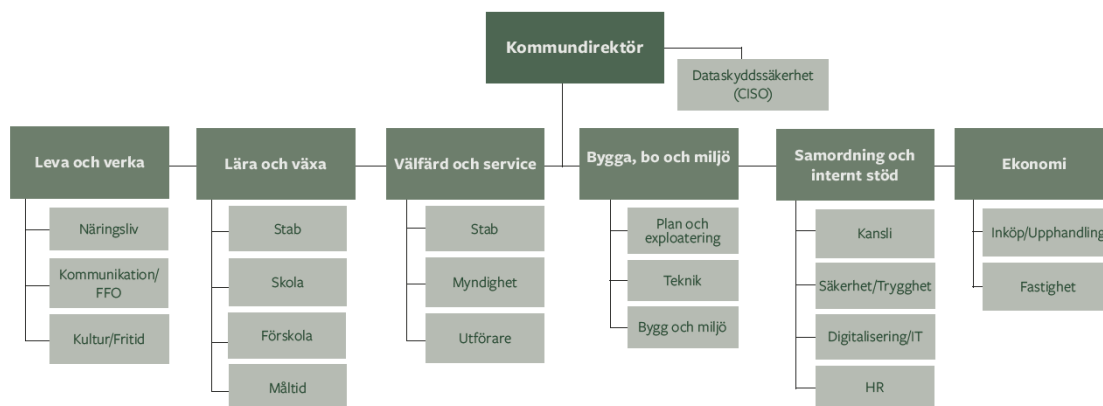 Kommundirektör
Dataskyddssäkerhet
(CISO)
Leva och verka
Näringsliv
Kommunikation/
FFO
Kultur/Fritid
Lära och växa
Stab
Skola
Förskola
Måltid
Välfärd och service
Stab
Myndighet
Utförare
Bygga, bo och miljö
Plan och
exploatering
Teknik
Bygg och miljö
Samordning och
internt stöd
Kansli
Säkerhet/Trygghet
Digitalisering/IT
HR
Ekonomi
Inköp/Upphandling
Fastighet